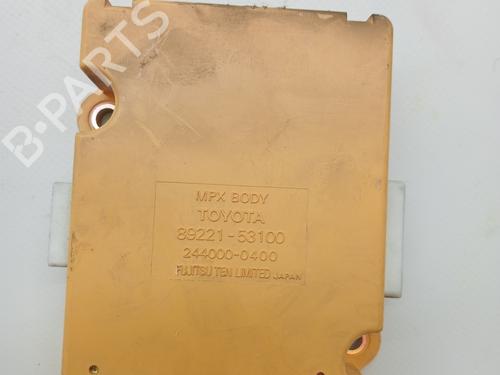 B-PARTS
MPX BODY
TOYOTA
89221-53100
244000-0400
FUJITSU TEN LIMITED JAPAN